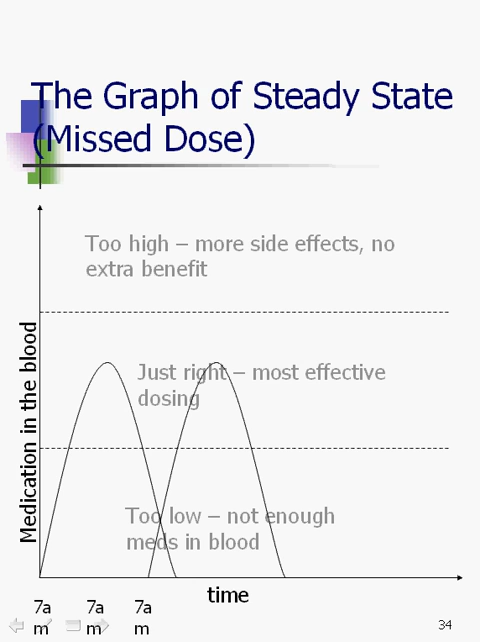 The Graph of Steady State
(Missed Dose)
Too high – more side effects, no
extra benefit
Medication in the blood
Just right – most effective
dosing
Too low – not enough
meds in blood
time
7a
m
7a
m
7a
m
34